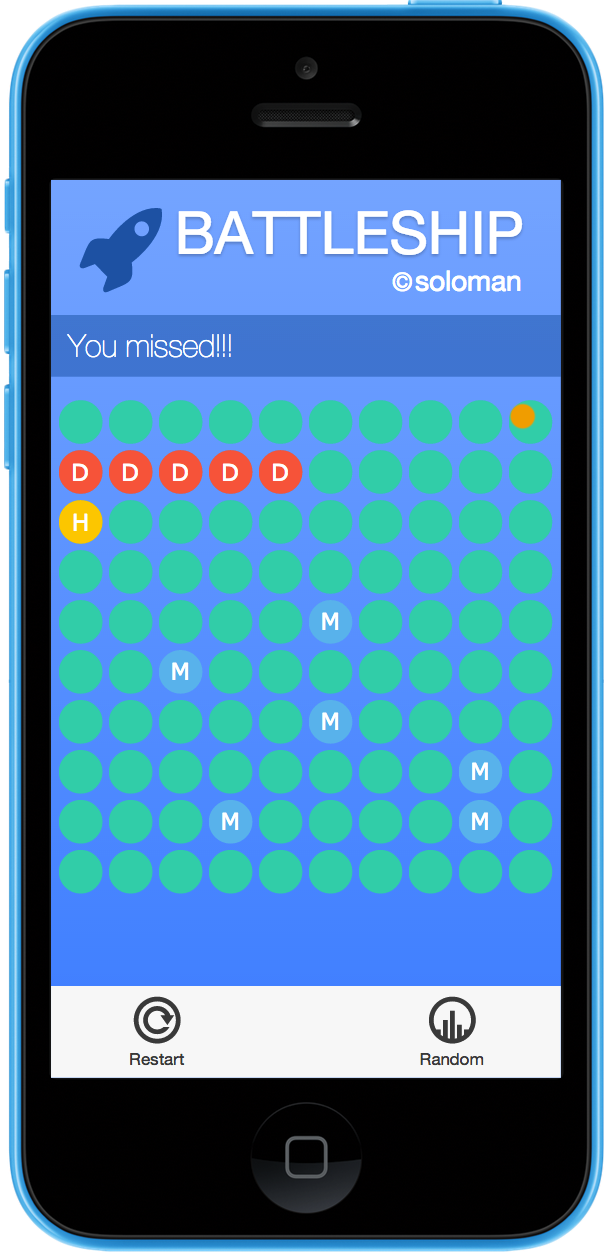 BATTLESHIP
©soloman
You missed!!!
D D D D D
H
M
M
M
M
M M
Restart Random